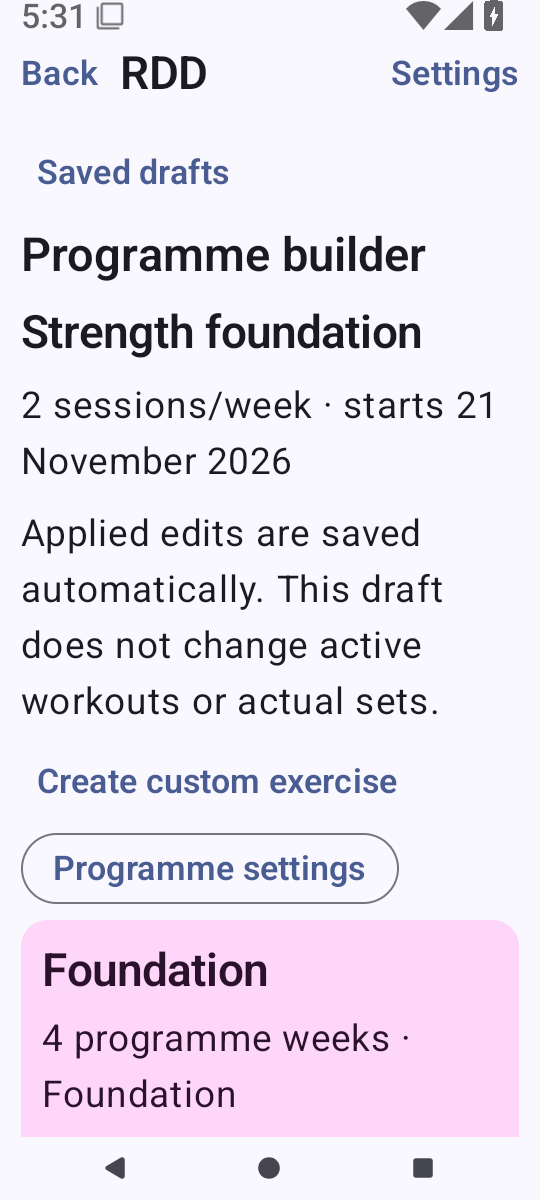 5:31
Back RDD Settings
Saved drafts
Programme builder
Strength foundation
2 sessions/week · starts 21
November 2026
Applied edits are saved
automatically. This draft
does not change active
workouts or actual sets.
Create custom exercise
Programme settings
Foundation
4 programme weeks ·
Foundation